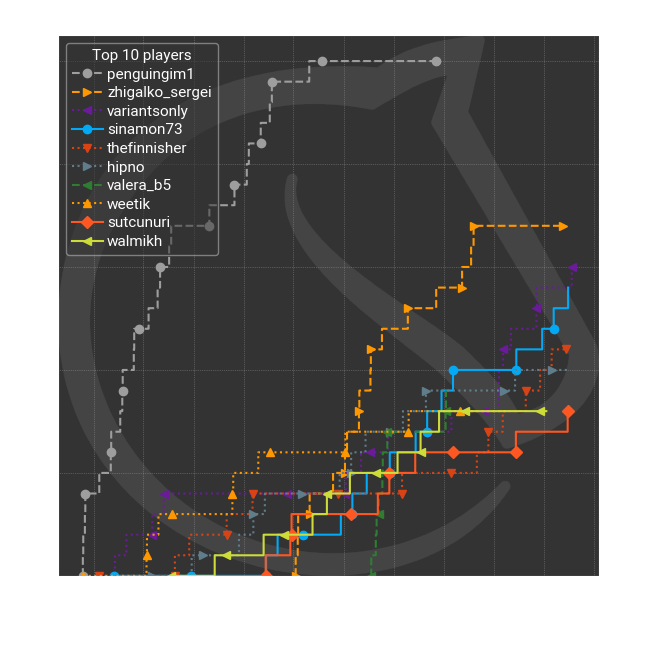 Top 10 players
penguingim1
zhigalko_sergei
variantsonly
sinamon73
thefinnisher
hipno
valera_b5
weetik
sutcunuri
walmikh